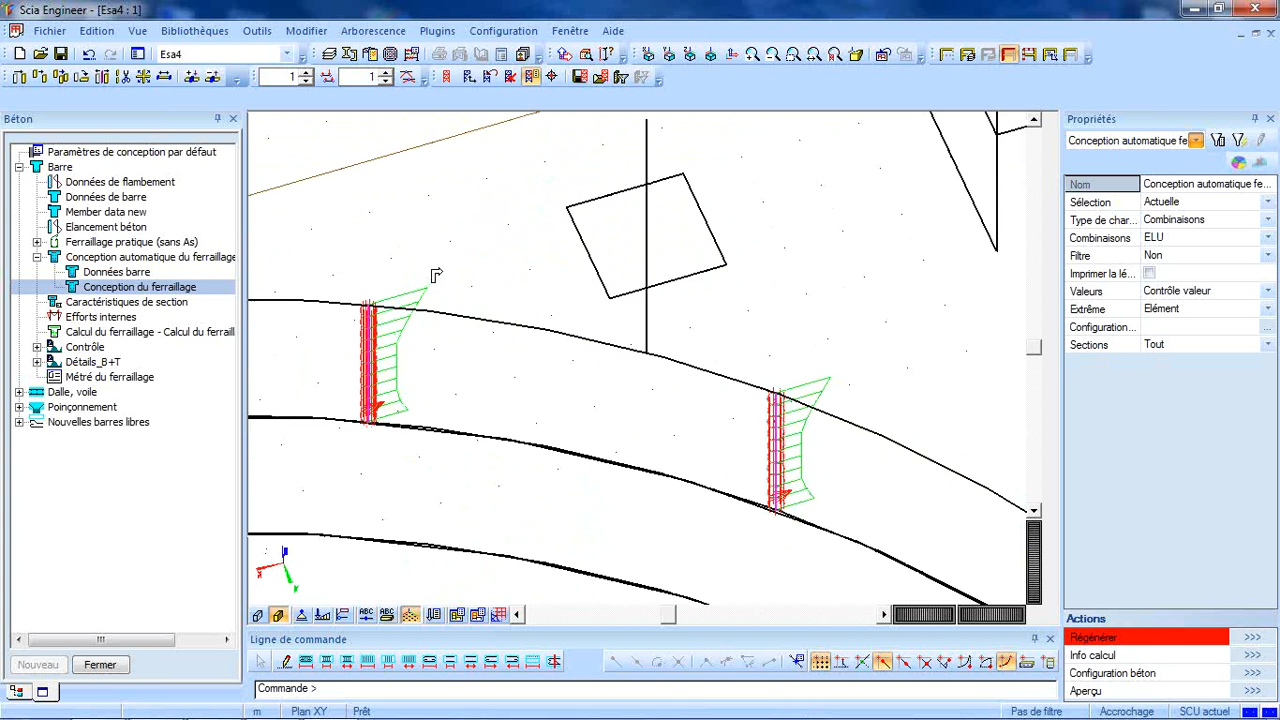 Scia Engineer - [Esa4 : 1]
Fichier Edition Vue Bibliothèques Outils Modifier Arborescence Plugins Configuration Fenêtre Aide
Esa4
1 1
Béton
Paramètres de conception par défaut
Barre
Données de flambement
Données de barre
Member data new
Elancement béton
Ferraillage pratique (sans As)
Conception automatique du ferraillage
Données barre
Conception du ferraillage
Caractéristiques de section
Efforts internes
Calcul du ferraillage - Calcul du ferraill
Contrôle
Détails_B+T
Métré du ferraillage
Dalle, voile
Poinçonnement
Nouvelles barres libres
Nouveau Fermer
x
y
ABC ABC
Ligne de commande
Commande >
m Plan XY Prêt Pas de filtre Accrochage SCU actuel
Propriétés
Conception automatique fe
Nom Conception automatique fe...
Sélection Actuelle
Type de char... Combinaisons
Combinaisons ELU
Filtre Non
Imprimer la lé...
Valeurs Contrôle valeur
Extrême Elément
Configuration...
Sections Tout
Actions
Régénérer >>>
Info calcul >>>
Configuration béton >>>
Aperçu >>>